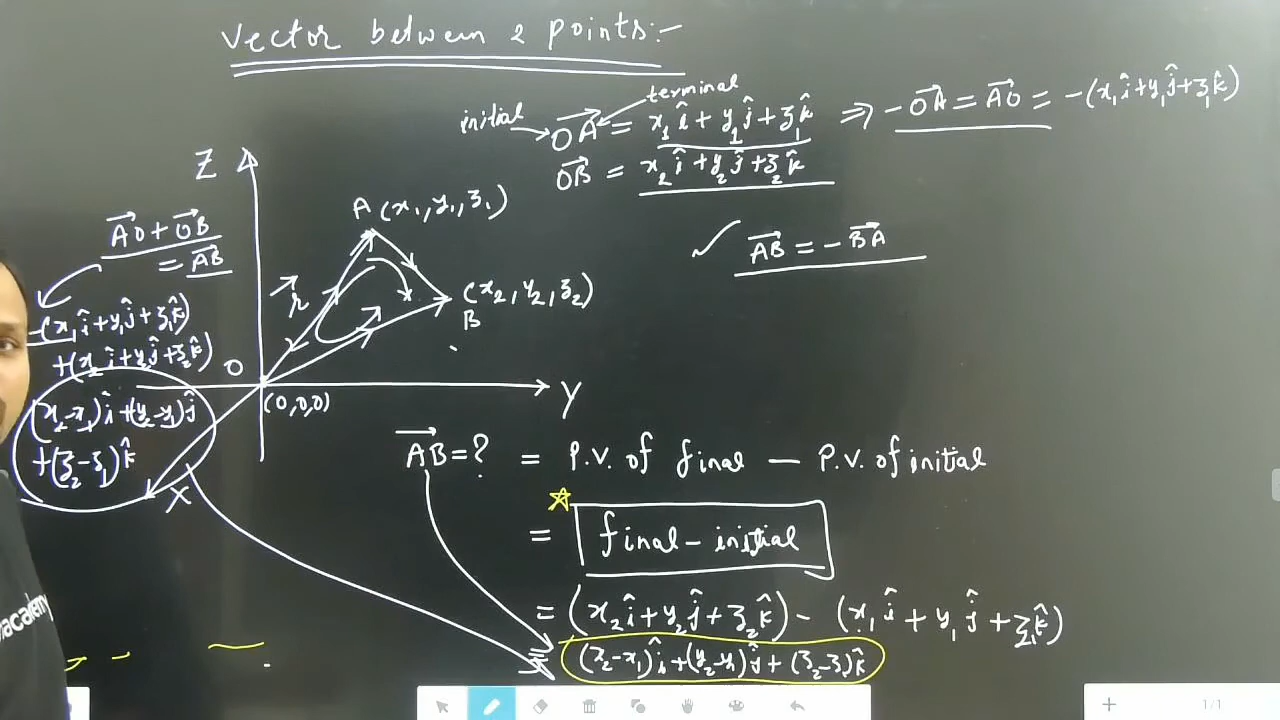 Vector between 2 points:-
terminal
initial
OA⃗ = x₁î + y₁ĵ + z₁k̂ ⇒ -OA⃗ = AO⃗ = -(x₁î+y₁ĵ+z₁k̂)
OB⃗ = x₂î + y₂ĵ + z₂k̂
AB⃗ = -BA⃗
Z
A (x₁, y₁, z₁)
AO⃗ + OB⃗
= AB⃗
r⃗
(x₂, y₂, z₂)
B
-(x₁î+y₁ĵ+z₁k̂)
+(x₂î+y₂ĵ+z₂k̂)
O
(0,0,0)
Y
(x₂-x₁)î+(y₂-y₁)ĵ
+(z₂-z₁)k̂
X
AB⃗ = ? = P.V. of final - P.V. of initial
= final - initial
= (x₂î + y₂ĵ + z₂k̂) - (x₁î + y₁ĵ + z₁k̂)
= (x₂-x₁)î+(y₂-y₁)ĵ+(z₂-z₁)k̂
1/1